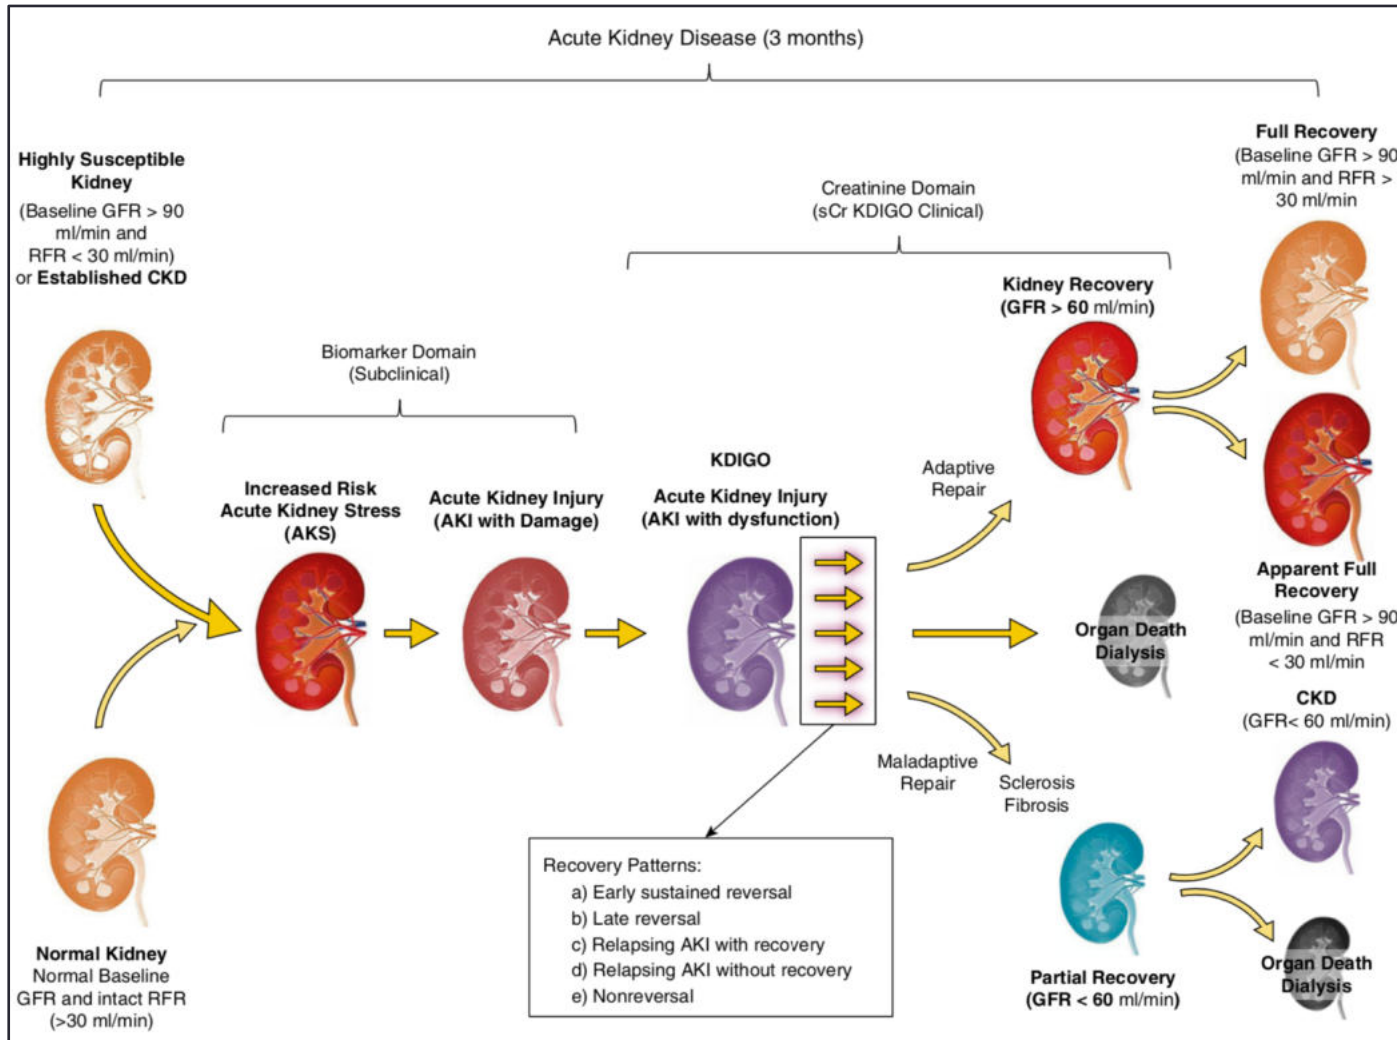 Acute Kidney Disease (3 months)
Highly Susceptible
Kidney
(Baseline GFR > 90
ml/min and
RFR < 30 ml/min)
or Established CKD
Biomarker Domain
(Subclinical)
Creatinine Domain
(sCr KDIGO Clinical)
Full Recovery
(Baseline GFR > 90
ml/min and RFR >
30 ml/min
Kidney Recovery
(GFR > 60 ml/min)
Increased Risk
Acute Kidney Stress
(AKS)
Acute Kidney Injury
(AKI with Damage)
KDIGO
Acute Kidney Injury
(AKI with dysfunction)
Adaptive
Repair
Organ Death
Dialysis
Apparent Full
Recovery
(Baseline GFR > 90
ml/min and RFR
< 30 ml/min
Maladaptive
Repair
Sclerosis
Fibrosis
CKD
(GFR< 60 ml/min)
Normal Kidney
Normal Baseline
GFR and intact RFR
(>30 ml/min)
Recovery Patterns:
a) Early sustained reversal
b) Late reversal
c) Relapsing AKI with recovery
d) Relapsing AKI without recovery
e) Nonreversal
Partial Recovery
(GFR < 60 ml/min)
Organ Death
Dialysis